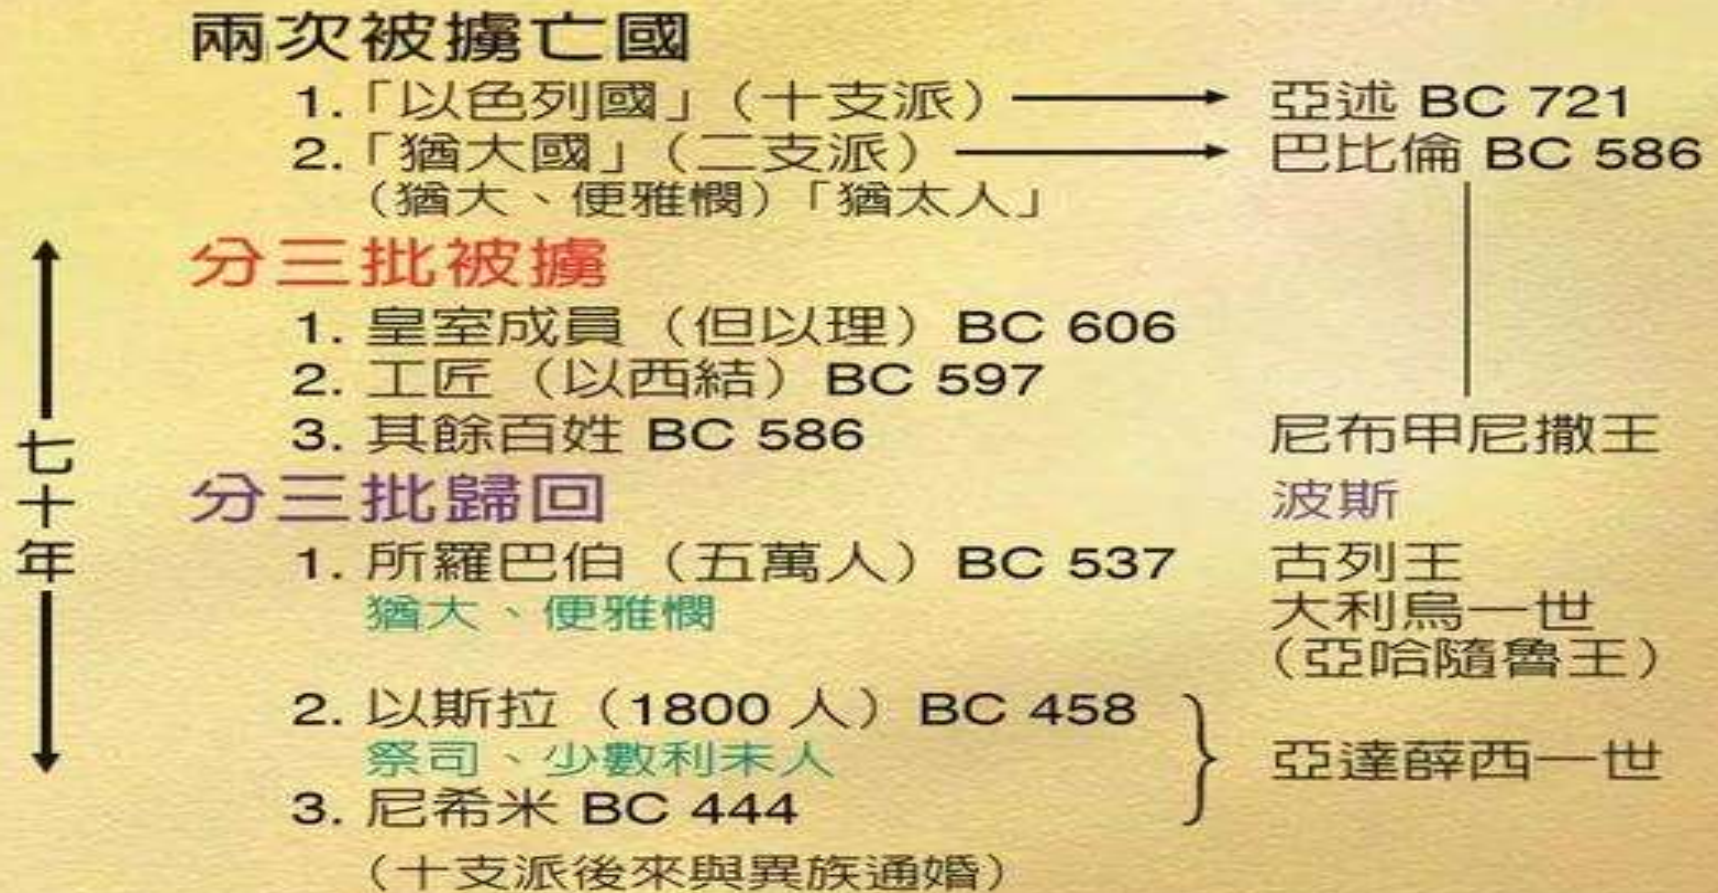 兩次被擄亡國
1.「以色列國」(十支派) 亞述 BC 721
2.「猶大國」(二支派) 巴比倫 BC 586
(猶大、便雅憫)「猶太人」
分三批被擄
1. 皇室成員 (但以理) BC 606
2. 工匠 (以西結) BC 597
3. 其餘百姓 BC 586 尼布甲尼撒王
七十年
分三批歸回 波斯
1. 所羅巴伯 (五萬人) BC 537 古列王
猶大、便雅憫 大利烏一世
(亞哈隨魯王)
2. 以斯拉 (1800 人) BC 458
祭司、少數利未人 亞達薛西一世
3. 尼希米 BC 444
(十支派後來與異族通婚)